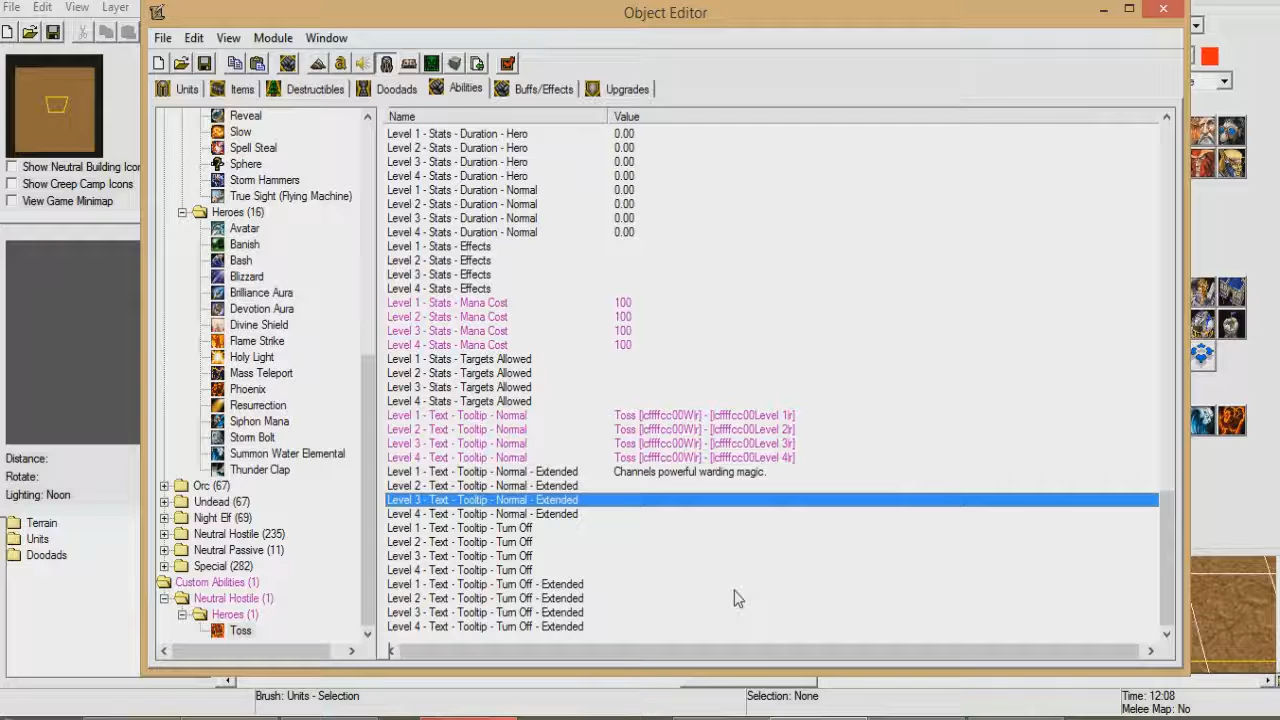 File Edit View Layer
Object Editor
File Edit View Module Window
Units Items Destructibles Doodads Abilities Buffs/Effects Upgrades
Show Neutral Building Icon
Show Creep Camp Icons
View Game Minimap
Distance:
Rotate:
Lighting: Noon
Terrain
Units
Doodads
Reveal
Slow
Spell Steal
Sphere
Storm Hammers
True Sight (Flying Machine)
Heroes (16)
Avatar
Banish
Bash
Blizzard
Brilliance Aura
Devotion Aura
Divine Shield
Flame Strike
Holy Light
Mass Teleport
Phoenix
Resurrection
Siphon Mana
Storm Bolt
Summon Water Elemental
Thunder Clap
Orc (67)
Undead (67)
Night Elf (69)
Neutral Hostile (235)
Neutral Passive (11)
Special (282)
Custom Abilities (1)
Neutral Hostile (1)
Heroes (1)
Toss
Name Value
Level 1 - Stats - Duration - Hero 0.00
Level 2 - Stats - Duration - Hero 0.00
Level 3 - Stats - Duration - Hero 0.00
Level 4 - Stats - Duration - Hero 0.00
Level 1 - Stats - Duration - Normal 0.00
Level 2 - Stats - Duration - Normal 0.00
Level 3 - Stats - Duration - Normal 0.00
Level 4 - Stats - Duration - Normal 0.00
Level 1 - Stats - Effects
Level 2 - Stats - Effects
Level 3 - Stats - Effects
Level 4 - Stats - Effects
Level 1 - Stats - Mana Cost 100
Level 2 - Stats - Mana Cost 100
Level 3 - Stats - Mana Cost 100
Level 4 - Stats - Mana Cost 100
Level 1 - Stats - Targets Allowed
Level 2 - Stats - Targets Allowed
Level 3 - Stats - Targets Allowed
Level 4 - Stats - Targets Allowed
Level 1 - Text - Tooltip - Normal Toss [|cffffcc00W|r] - [|cffffcc00Level 1|r]
Level 2 - Text - Tooltip - Normal Toss [|cffffcc00W|r] - [|cffffcc00Level 2|r]
Level 3 - Text - Tooltip - Normal Toss [|cffffcc00W|r] - [|cffffcc00Level 3|r]
Level 4 - Text - Tooltip - Normal Toss [|cffffcc00W|r] - [|cffffcc00Level 4|r]
Level 1 - Text - Tooltip - Normal - Extended Channels powerful warding magic.
Level 2 - Text - Tooltip - Normal - Extended
Level 3 - Text - Tooltip - Normal - Extended
Level 4 - Text - Tooltip - Normal - Extended
Level 1 - Text - Tooltip - Turn Off
Level 2 - Text - Tooltip - Turn Off
Level 3 - Text - Tooltip - Turn Off
Level 4 - Text - Tooltip - Turn Off
Level 1 - Text - Tooltip - Turn Off - Extended
Level 2 - Text - Tooltip - Turn Off - Extended
Level 3 - Text - Tooltip - Turn Off - Extended
Level 4 - Text - Tooltip - Turn Off - Extended
Brush: Units - Selection
Selection: None
Time: 12:08
Melee Map: No